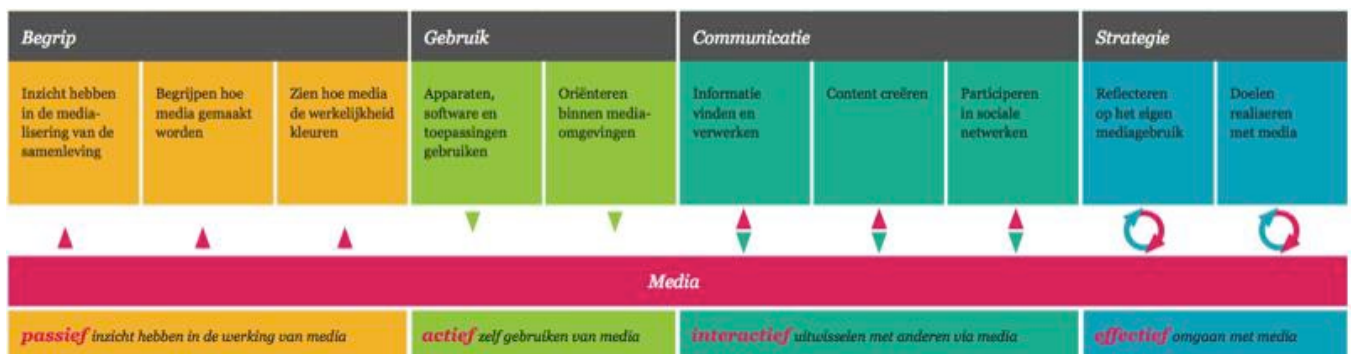 Begrip
Gebruik
Communicatie
Strategie
Inzicht hebben
in de media-
lisering van de
samenleving
Begrijpen hoe
media gemaakt
worden
Zien hoe media
de werkelijkheid
kleuren
Apparaten,
software en
toepassingen
gebruiken
Oriënteren
binnen media-
omgevingen
Informatie
vinden en
verwerken
Content creëren
Participeren
in sociale
netwerken
Reflecteren
op het eigen
mediagebruik
Doelen
realiseren
met media
Media
passief inzicht hebben in de werking van media
actief zelf gebruiken van media
interactief uitwisselen met anderen via media
effectief omgaan met media